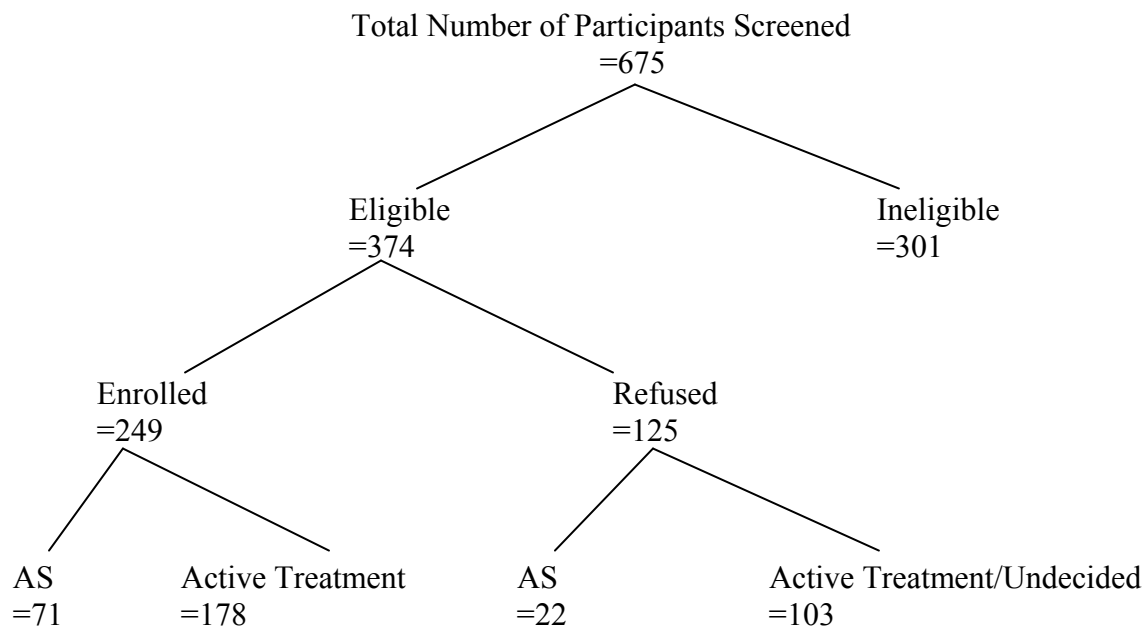 Total Number of Participants Screened
=675
Eligible
=374
Ineligible
=301
Enrolled
=249
Refused
=125
AS
=71
Active Treatment
=178
AS
=22
Active Treatment/Undecided
=103